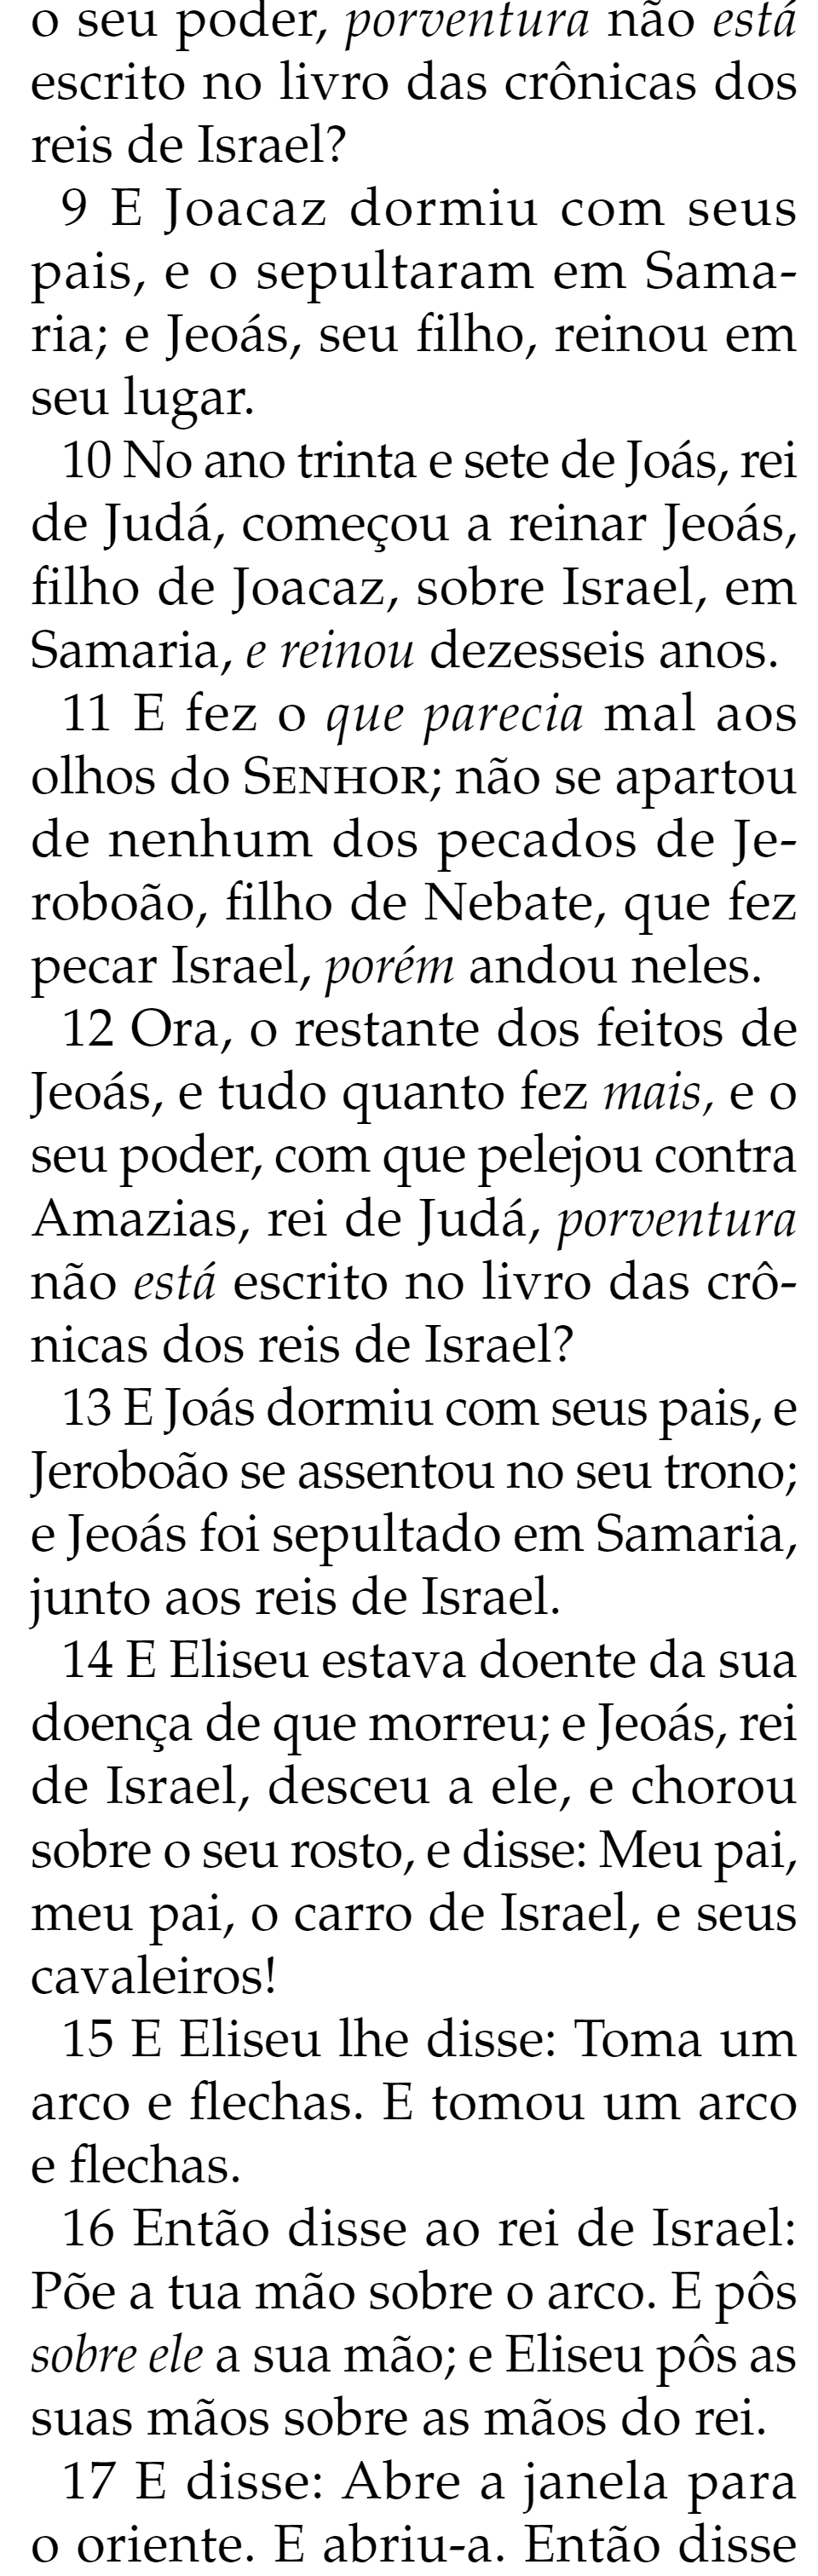 o seu poder, porventura não está
escrito no livro das crônicas dos
reis de Israel?
9 E Joacaz dormiu com seus
pais, e o sepultaram em Sama-
ria; e Jeoás, seu filho, reinou em
seu lugar.
10 No ano trinta e sete de Joás, rei
de Judá, começou a reinar Jeoás,
filho de Joacaz, sobre Israel, em
Samaria, e reinou dezesseis anos.
11 E fez o que parecia mal aos
olhos do SENHOR; não se apartou
de nenhum dos pecados de Je-
roboão, filho de Nebate, que fez
pecar Israel, porém andou neles.
12 Ora, o restante dos feitos de
Jeoás, e tudo quanto fez mais, e o
seu poder, com que pelejou contra
Amazias, rei de Judá, porventura
não está escrito no livro das crô-
nicas dos reis de Israel?
13 E Joás dormiu com seus pais, e
Jeroboão se assentou no seu trono;
e Jeoás foi sepultado em Samaria,
junto aos reis de Israel.
14 E Eliseu estava doente da sua
doença de que morreu; e Jeoás, rei
de Israel, desceu a ele, e chorou
sobre o seu rosto, e disse: Meu pai,
meu pai, o carro de Israel, e seus
cavaleiros!
15 E Eliseu lhe disse: Toma um
arco e flechas. E tomou um arco
e flechas.
16 Então disse ao rei de Israel:
Põe a tua mão sobre o arco. E pôs
sobre ele a sua mão; e Eliseu pôs as
suas mãos sobre as mãos do rei.
17 E disse: Abre a janela para
o oriente. E abriu-a. Então disse